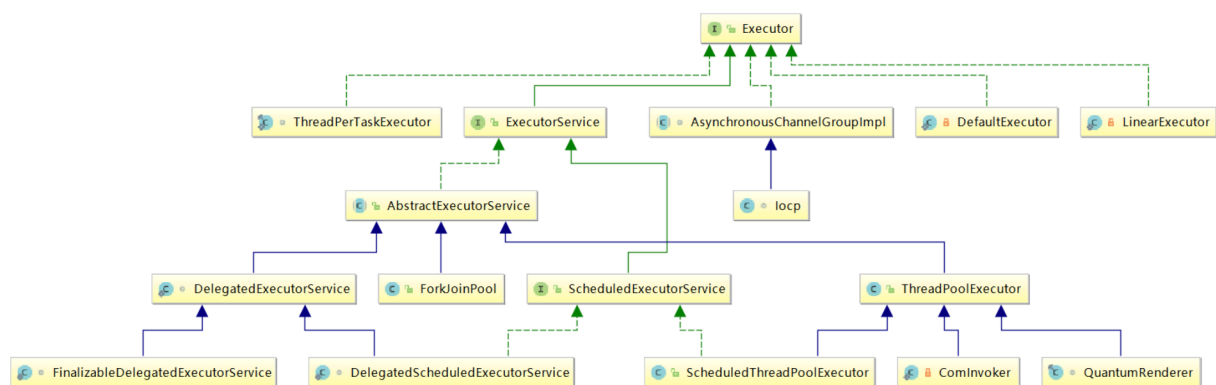 Executor
ThreadPerTaskExecutor
ExecutorService
AsynchronousChannelGroupImpl
DefaultExecutor
LinearExecutor
AbstractExecutorService
Iocp
DelegatedExecutorService
ForkJoinPool
ScheduledExecutorService
ThreadPoolExecutor
FinalizableDelegatedExecutorService
DelegatedScheduledExecutorService
ScheduledThreadPoolExecutor
ComInvoker
QuantumRenderer